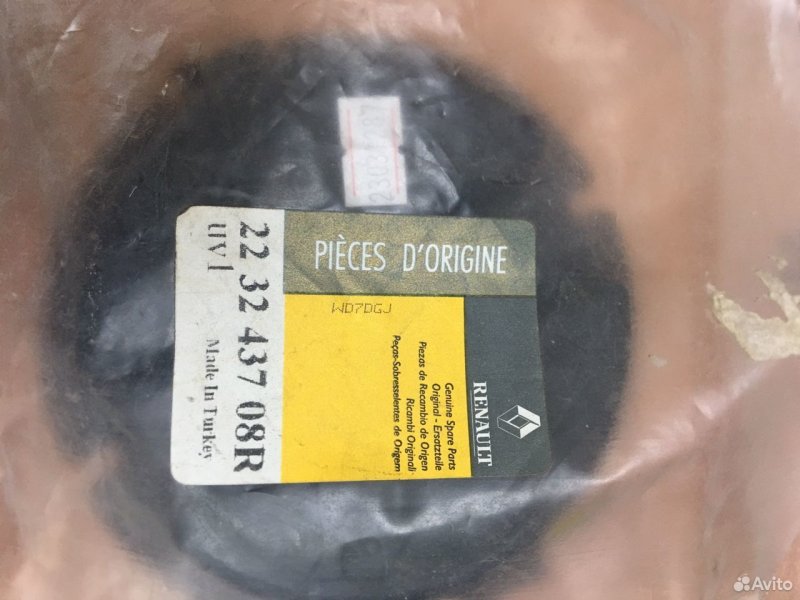 PIÈCES D'ORIGINE
WD7DGJ
RENAULT
Genuine Spare Parts
Original - Ersatzteile
Piezas de Recambio de Origen
Ricambi Originali
Peças-Sobresselentes de Origem
22 32 437 08R
uv1
Made In Turkey
Avito